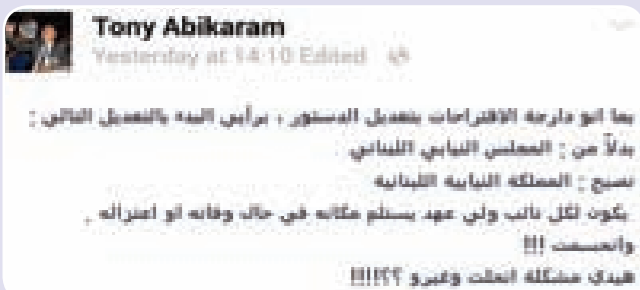 Tony Abikaram
Yesterday at 14:10 Edited
بما انو دارجة الاقتراحات بتعديل الدستور ، برأيي البدء بالتعديل التالي :
بدلاً من : المجلس النيابي اللبناني
تصبح : المملكة النيابية اللبنانية
يكون لكل نائب ولي عهد يستلم مكانه في حال وفاته او اعتزاله .
وانحسمت !!!
هيدي مشكلة انحلت وغيرو ؟؟!!!!